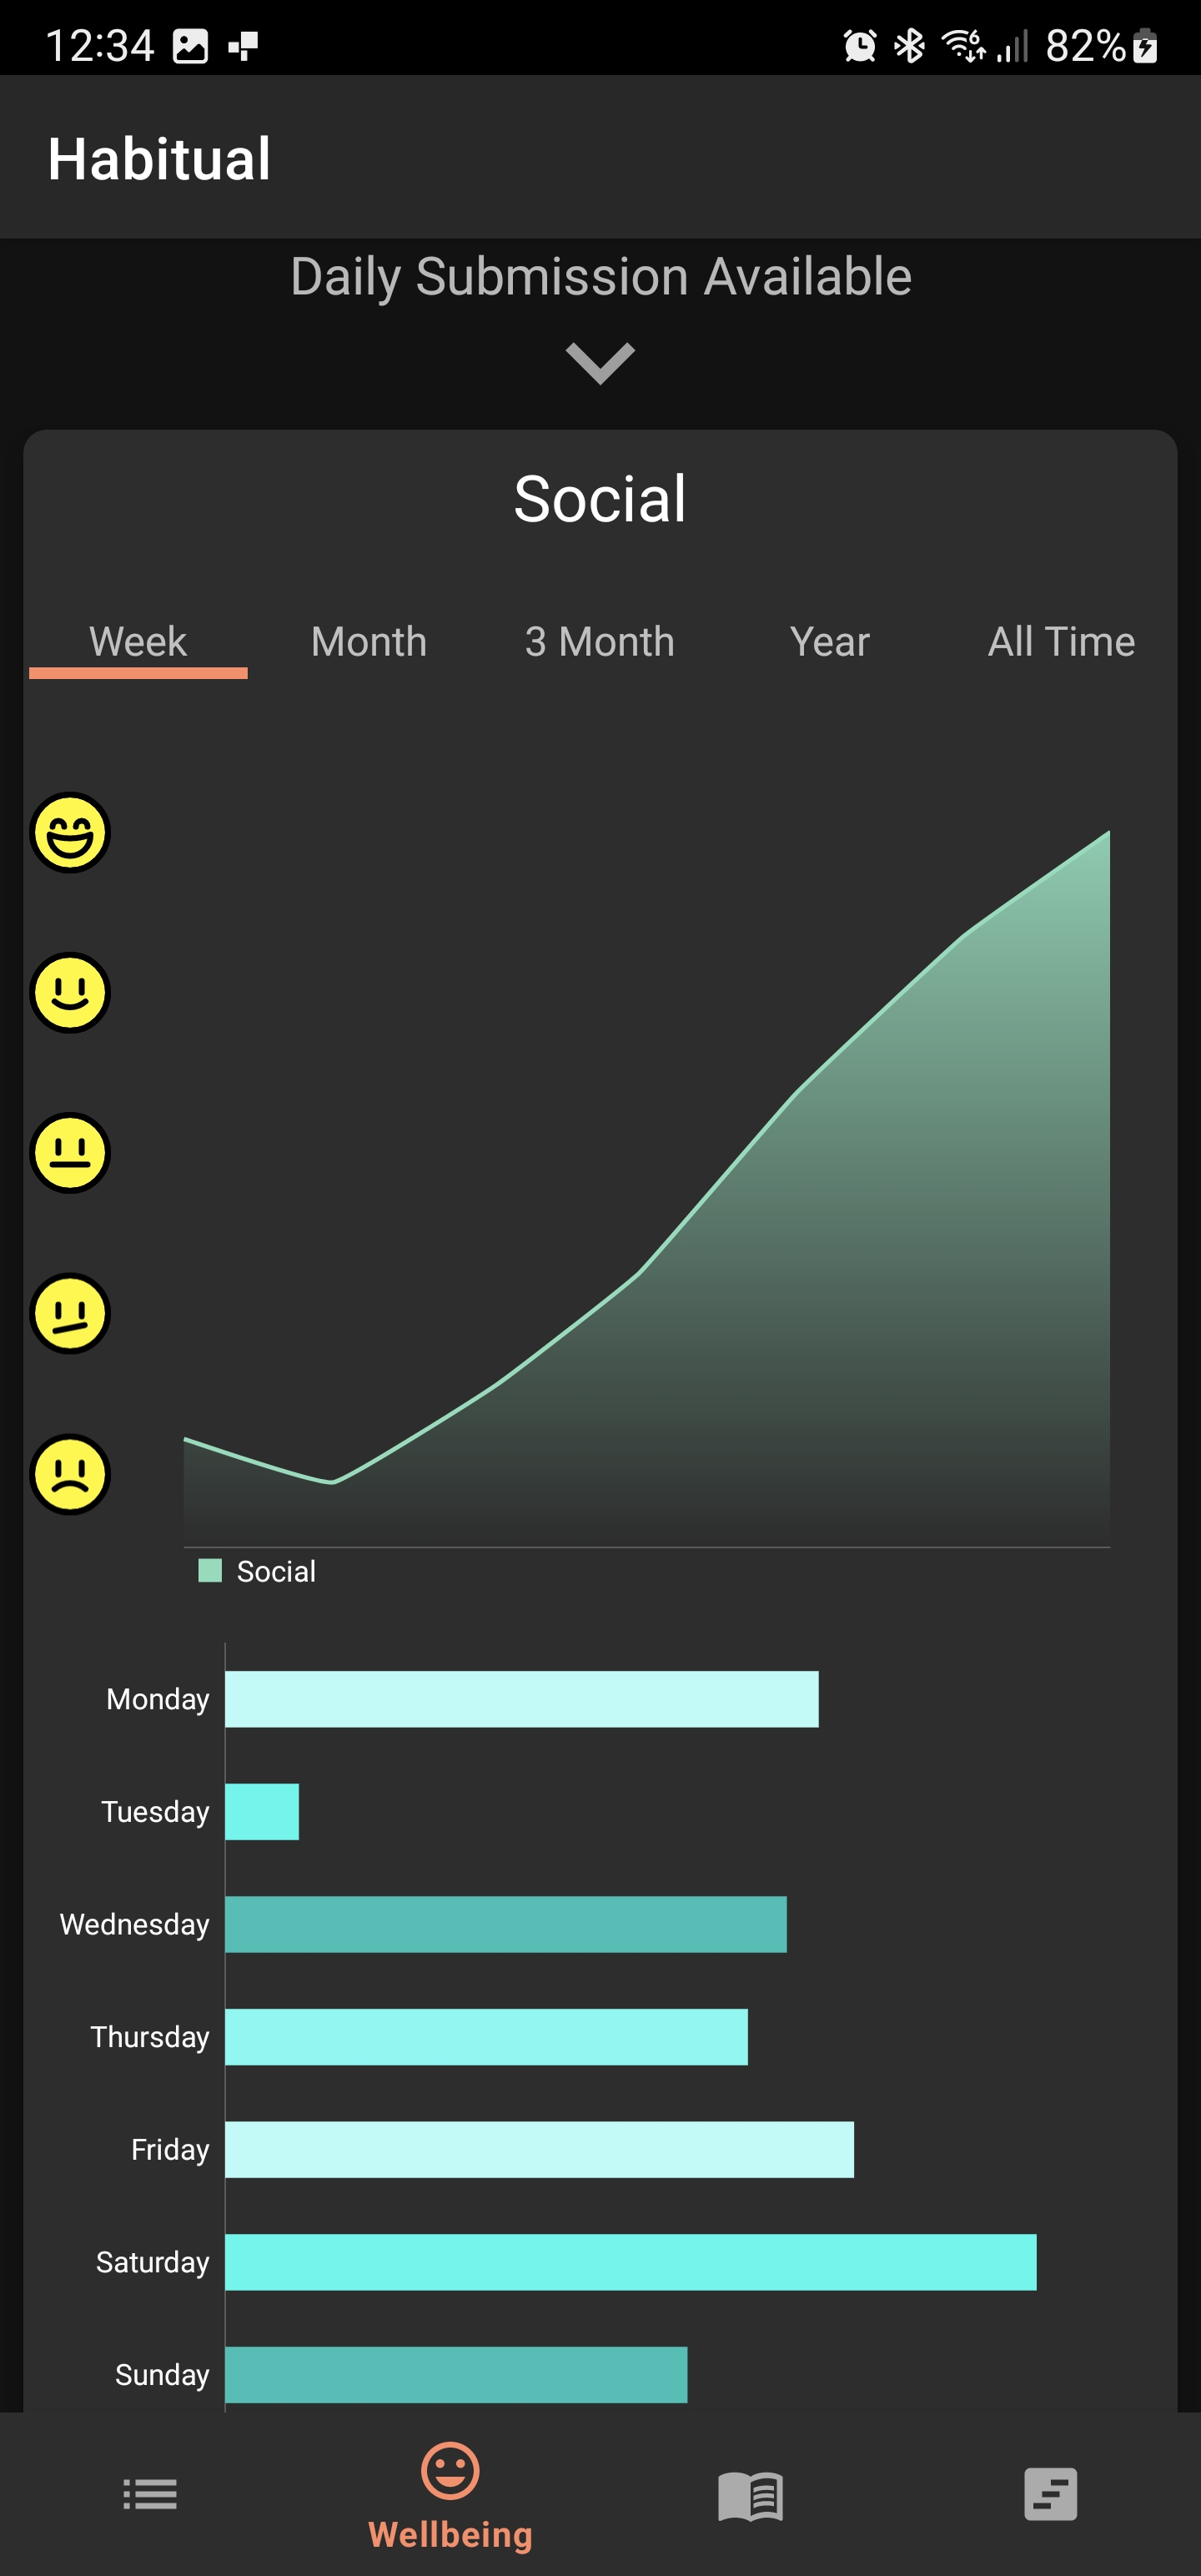 12:34 82%
Habitual
Daily Submission Available
Social
Week Month 3 Month Year All Time
Social
Monday
Tuesday
Wednesday
Thursday
Friday
Saturday
Sunday
Wellbeing